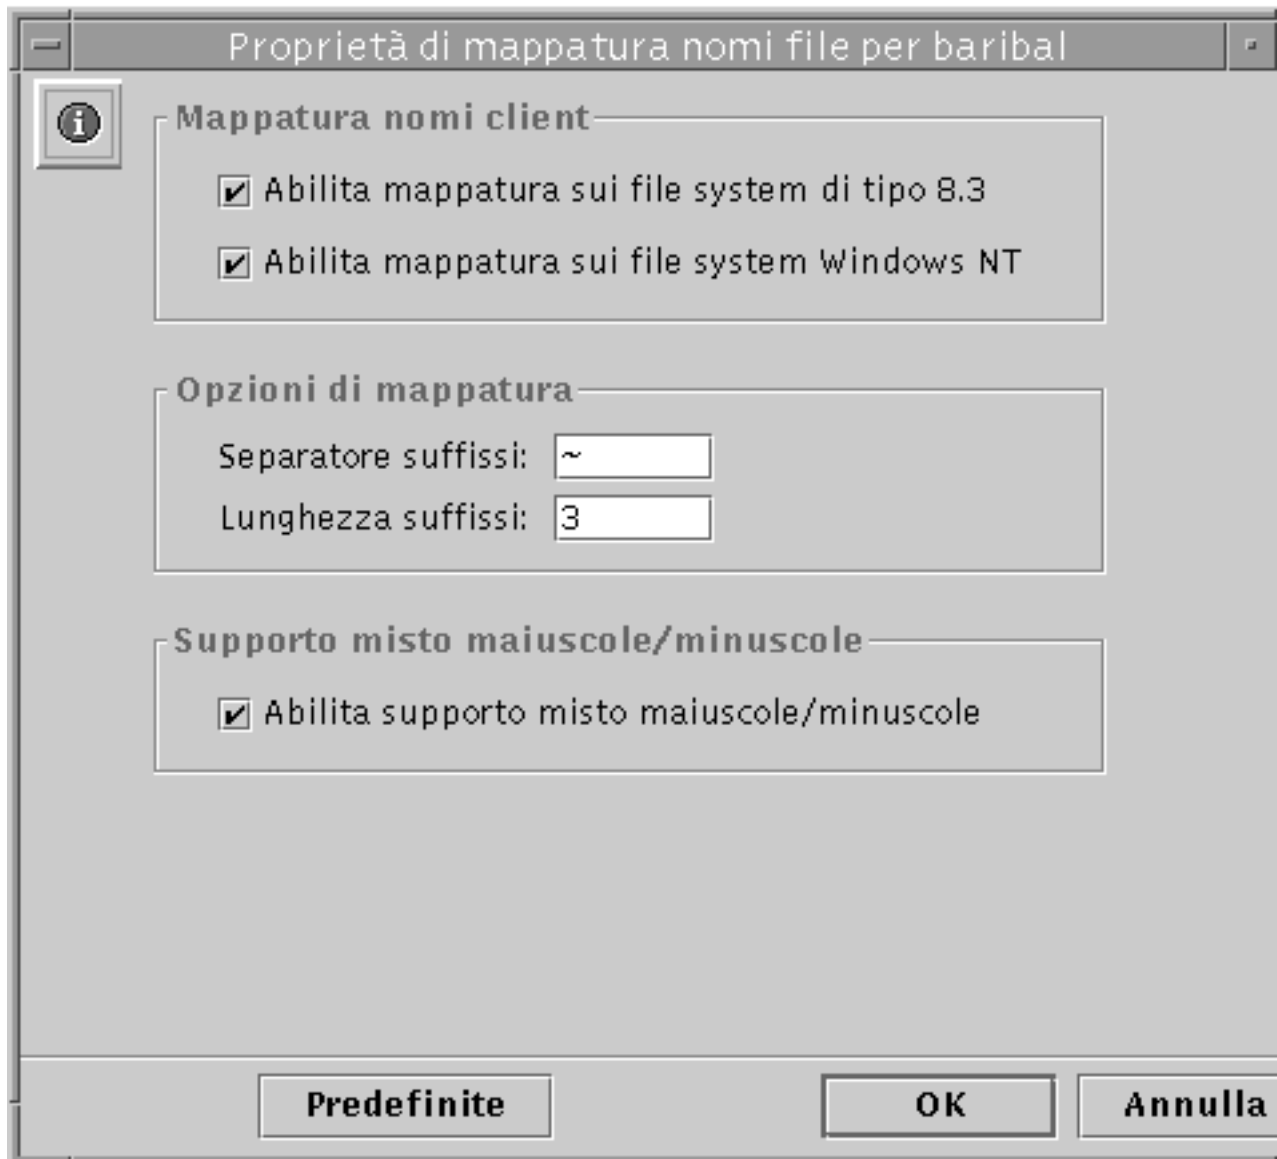 Proprietà di mappatura nomi file per baribal
Mappatura nomi client
Abilita mappatura sui file system di tipo 8.3
Abilita mappatura sui file system Windows NT
Opzioni di mappatura
Separatore suffissi: ~
Lunghezza suffissi: 3
Supporto misto maiuscole/minuscole
Abilita supporto misto maiuscole/minuscole
Predefinite OK Annulla